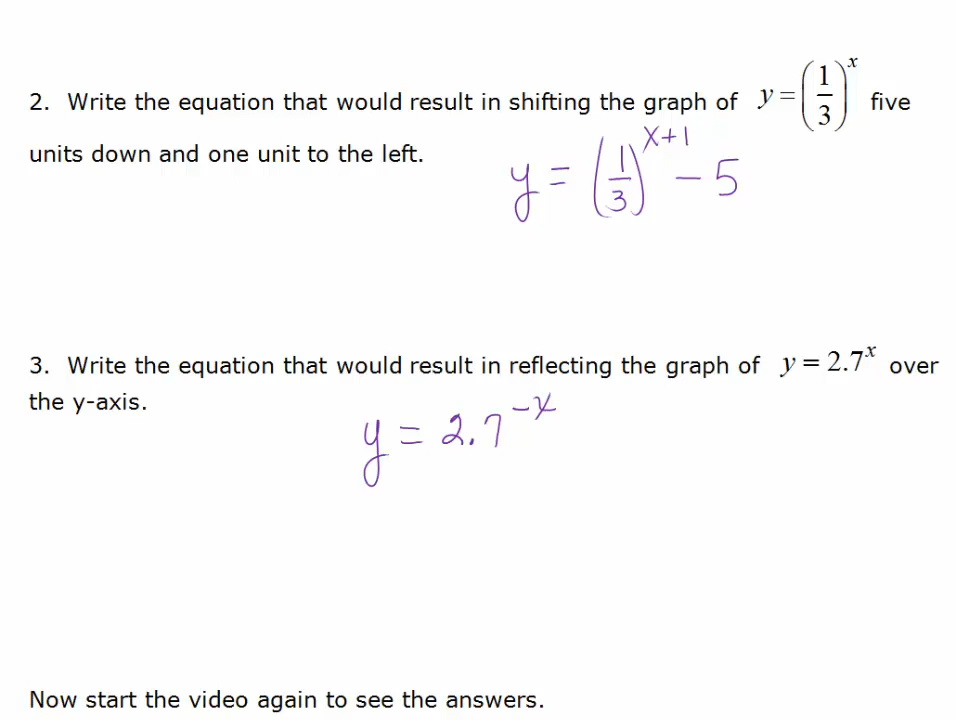 2. Write the equation that would result in shifting the graph of y = (1/3)^x five
units down and one unit to the left.
y = (1/3)^x+1 − 5
3. Write the equation that would result in reflecting the graph of y = 2.7^x over
the y-axis.
y = 2.7^−x
Now start the video again to see the answers.